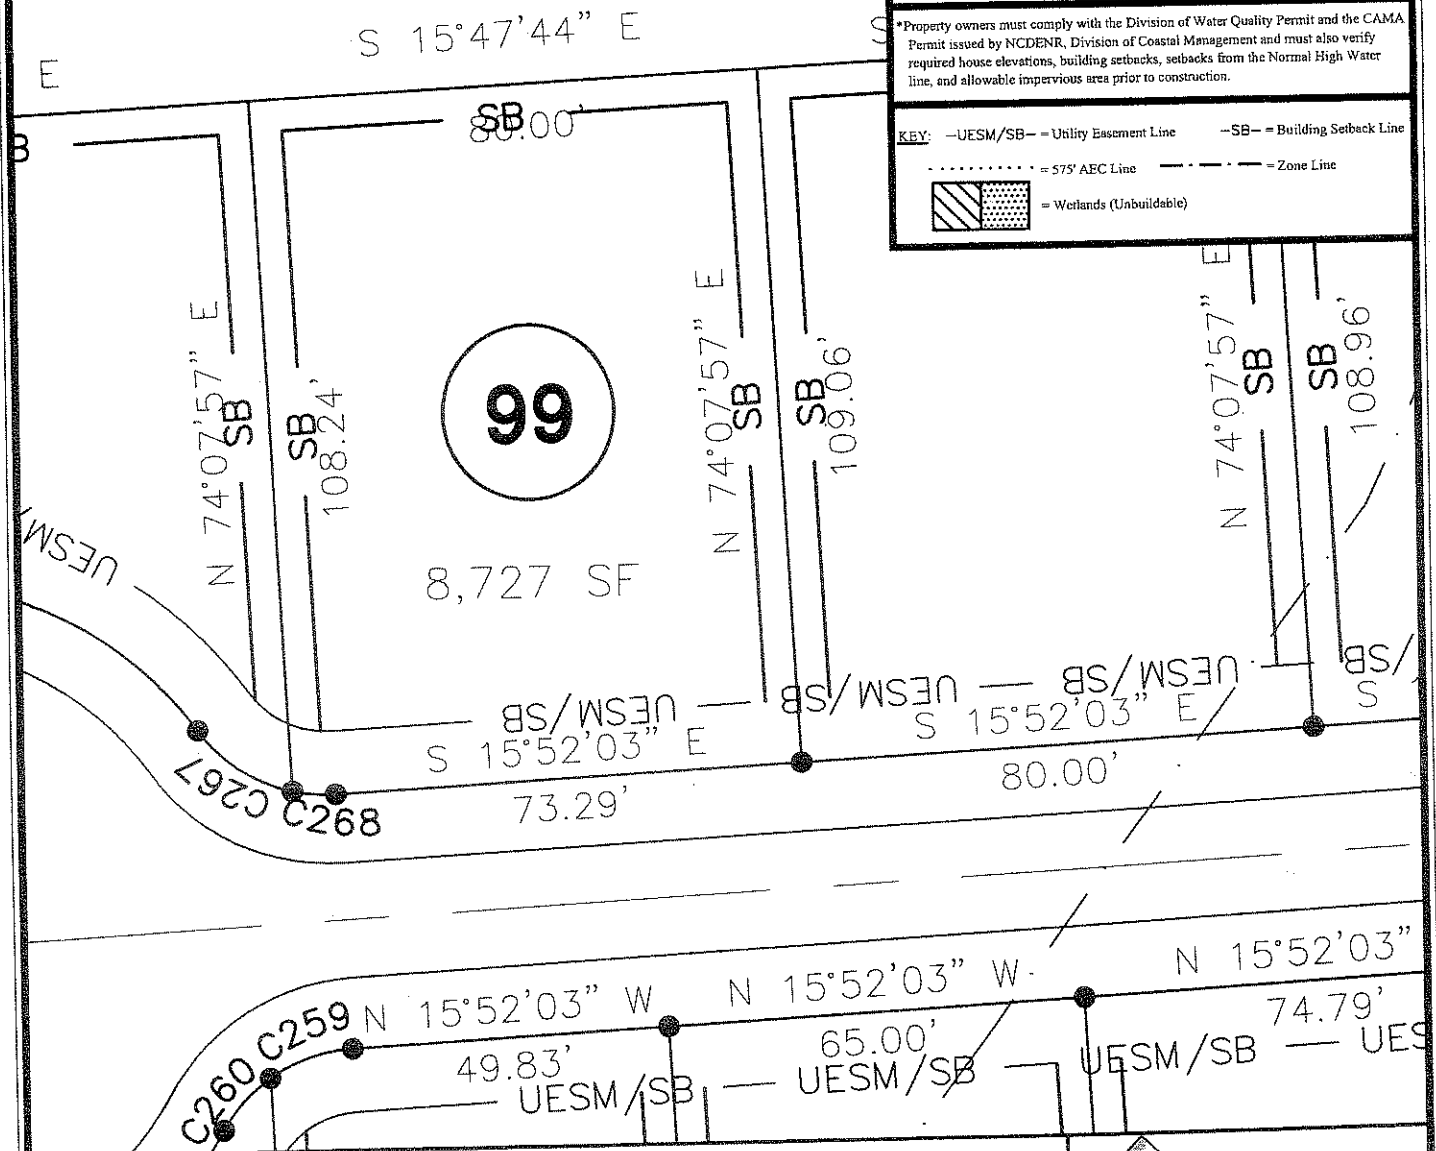 S 15°47'44" E
S
E
*Property owners must comply with the Division of Water Quality Permit and the CAMA
Permit issued by NCDENR, Division of Coastal Management and must also verify
required house elevations, building setbacks, setbacks from the Normal High Water
line, and allowable impervious area prior to construction.
KEY: -UESM/SB- = Utility Easement Line -SB- = Building Setback Line
= 575' AEC Line = Zone Line
= Wetlands (Unbuildable)
B
SB
80.00'
N 74°07'57" E
SB
SB
108.24'
99
8,727 SF
N 74°07'57" E
SB
SB
109.06'
N 74°07'57" E
SB
SB
108.96'
UESM/
UESM/SB
UESM/SB
UESM/SB
/SB
S 15°52'03" E
S 15°52'03" E
S
73.29'
80.00'
C267
C268
C259
C260
N 15°52'03" W
N 15°52'03" W
N 15°52'03"
49.83'
65.00'
74.79'
UESM/SB
UESM/SB
UESM/SB
UES